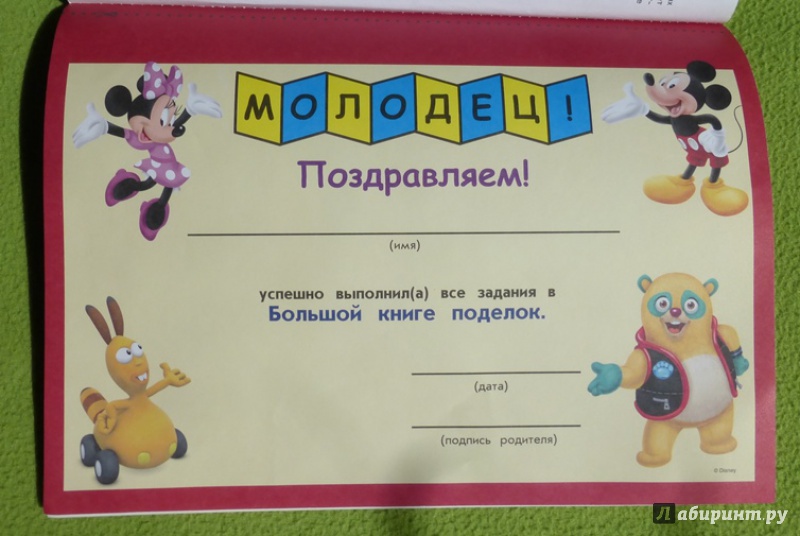 МОЛОДЕЦ!
Поздравляем!
(имя)
успешно выполнил(а) все задания в
Большой книге поделок.
(дата)
(подпись родителя)
© Disney
Лабиринт.ру